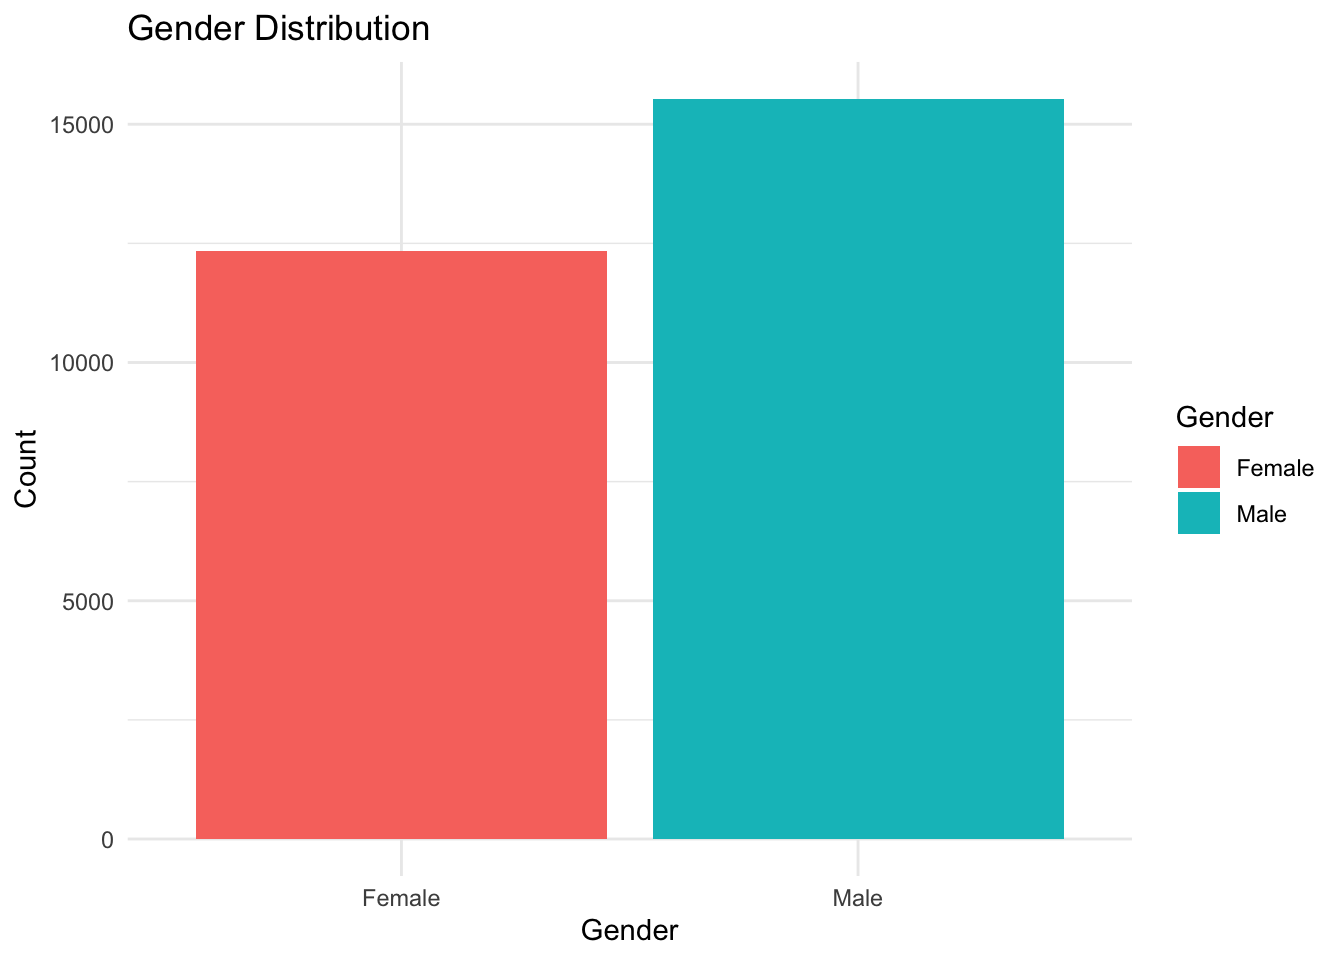 Gender Distribution
15000
10000
5000
0
Count
Female
Male
Gender
Gender
Female
Male